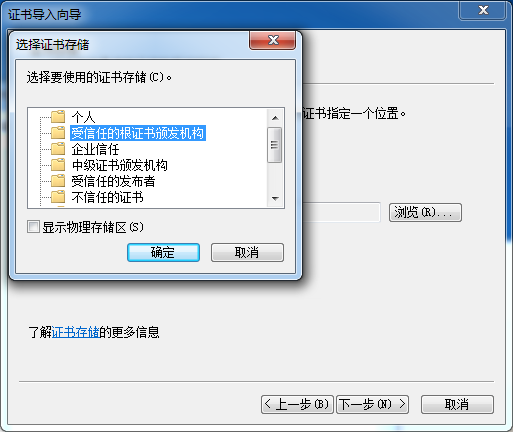 证书导入向导
选择证书存储
选择要使用的证书存储(C)。
个人
受信任的根证书颁发机构
企业信任
中级证书颁发机构
受信任的发布者
不信任的证书
显示物理存储区(S)
确定 取消
证书指定一个位置。
浏览(R)...
了解证书存储的更多信息
< 上一步(B) 下一步(N) > 取消